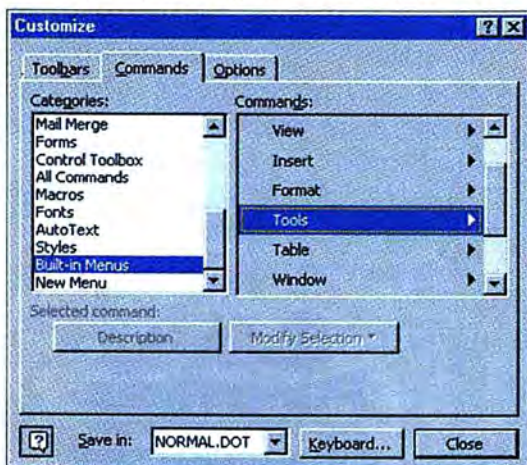 Customize
Toolbars Commands Options
Categories:
Mail Merge
Forms
Control Toolbox
All Commands
Macros
Fonts
AutoText
Styles
Built-in Menus
New Menu
Commands:
View
Insert
Format
Tools
Table
Window
Selected command:
Description Modify Selection
Save in: NORMAL.DOT Keyboard... Close